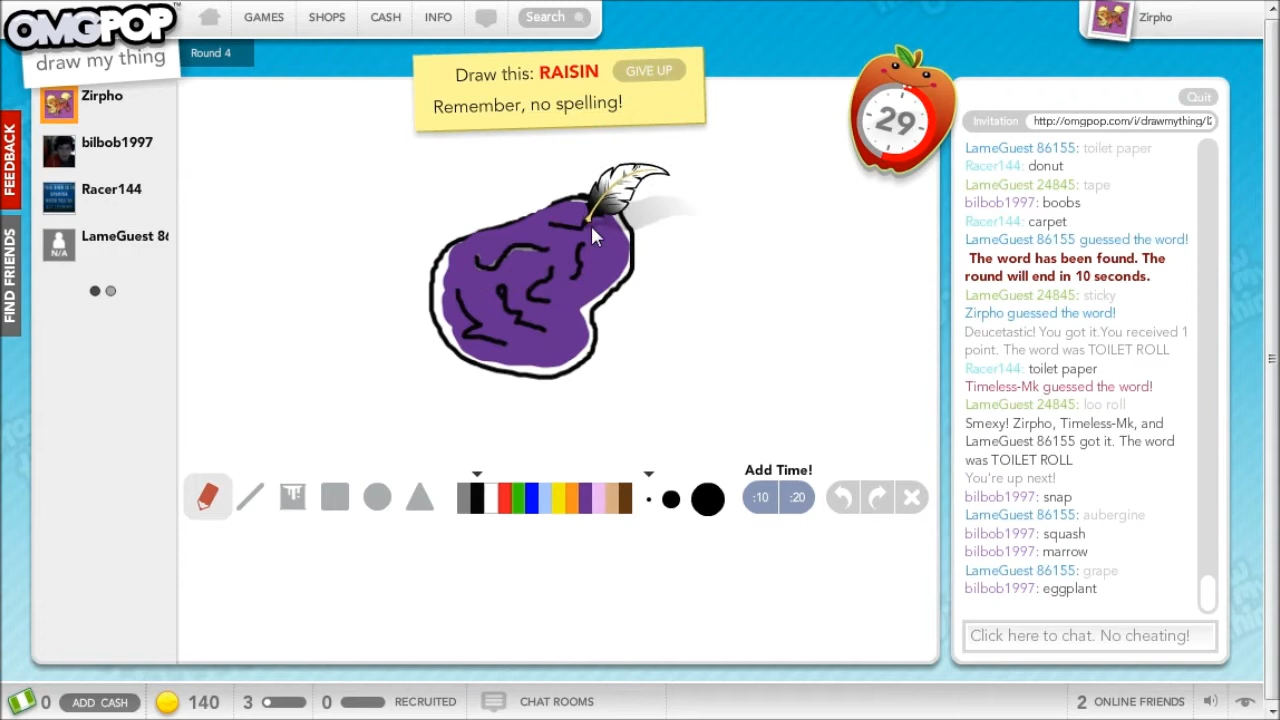 OMGPOP™
draw my thing
GAMES
SHOPS
CASH
INFO
Search
Zirpho
Round 4
Draw this: RAISIN
GIVE UP
Remember, no spelling!
29
FEEDBACK
FIND FRIENDS
Zirpho
bilbob1997
Racer144
N/A
LameGuest 86
Quit
Invitation
http://omgpop.com/i/drawmything/
LameGuest 86155: toilet paper
Racer144: donut
LameGuest 24845: tape
bilbob1997: boobs
Racer144: carpet
LameGuest 86155 guessed the word!
The word has been found. The
round will end in 10 seconds.
LameGuest 24845: sticky
Zirpho guessed the word!
Deucetastic! You got it.You received 1
point. The word was TOILET ROLL
Racer144: toilet paper
Timeless-Mk guessed the word!
LameGuest 24845: loo roll
Smexy! Zirpho, Timeless-Mk, and
LameGuest 86155 got it. The word
was TOILET ROLL
You're up next!
bilbob1997: snap
LameGuest 86155: aubergine
bilbob1997: squash
bilbob1997: marrow
LameGuest 86155: grape
bilbob1997: eggplant
Click here to chat. No cheating!
Add Time!
:10
:20
0
ADD CASH
140
3
0
RECRUITED
CHAT ROOMS
2 ONLINE FRIENDS